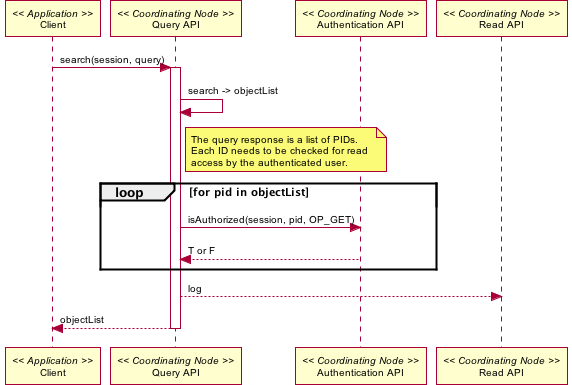 << Application >>
Client
<< Coordinating Node >>
Query API
<< Coordinating Node >>
Authentication API
<< Coordinating Node >>
Read API
search(session, query)
search -> objectList
The query response is a list of PIDs.
Each ID needs to be checked for read
access by the authenticated user.
loop [for pid in objectList]
isAuthorized(session, pid, OP_GET)
T or F
log
objectList
<< Application >>
Client
<< Coordinating Node >>
Query API
<< Coordinating Node >>
Authentication API
<< Coordinating Node >>
Read API